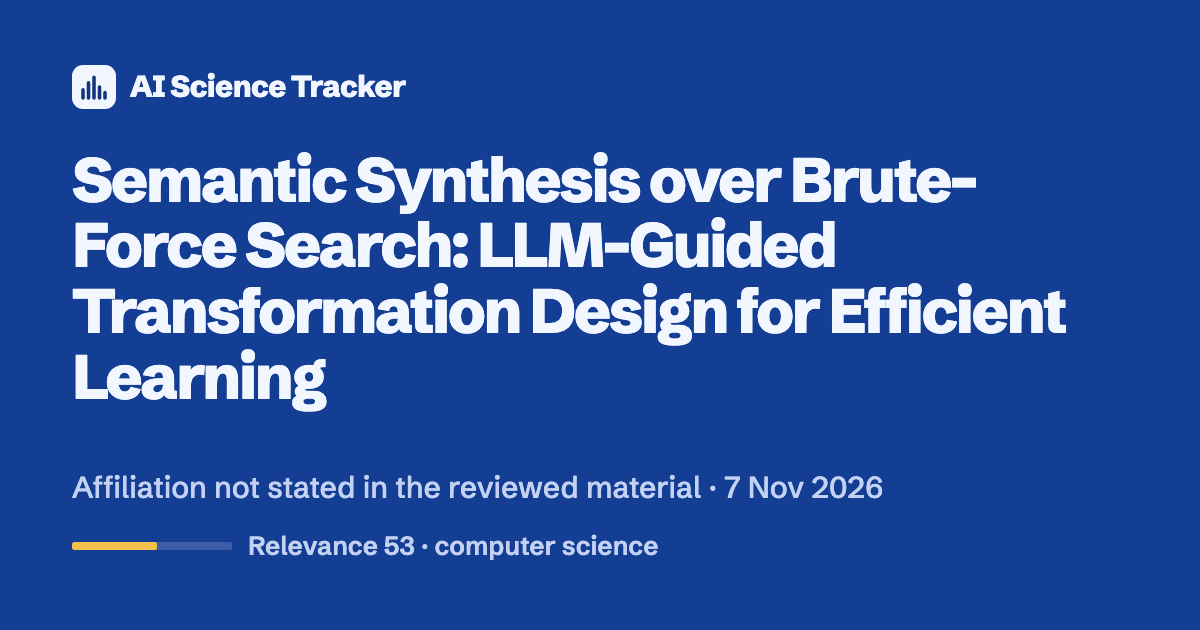 AI Science Tracker
Semantic Synthesis over Brute-
Force Search: LLM-Guided
Transformation Design for Efficient
Learning
Affiliation not stated in the reviewed material · 7 Nov 2026
Relevance 53 · computer science